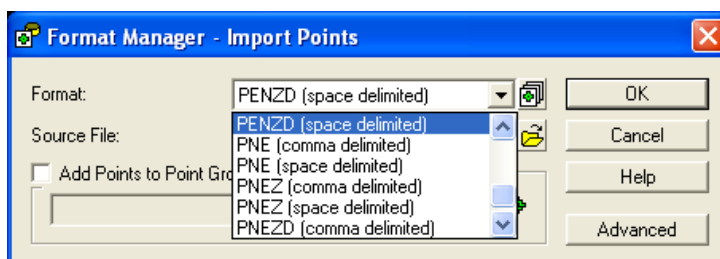 Format Manager - Import Points
Format: PENZD (space delimited) OK
Source File: PENZD (space delimited) Cancel
PNE (comma delimited)
Add Points to Point Gro PNE (space delimited) Help
PNEZ (comma delimited)
PNEZ (space delimited)
PNEZD (comma delimited) Advanced